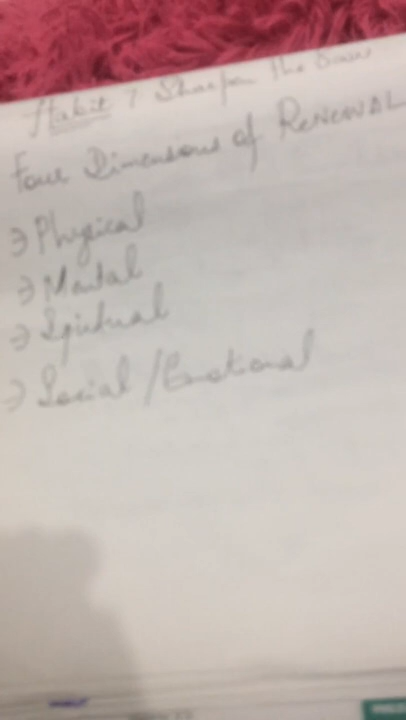 Habit 7 Sharpen The Saw
Four Dimensions of RENEWAL
→ Physical
→ Mental
→ Spiritual
→ Social / Emotional